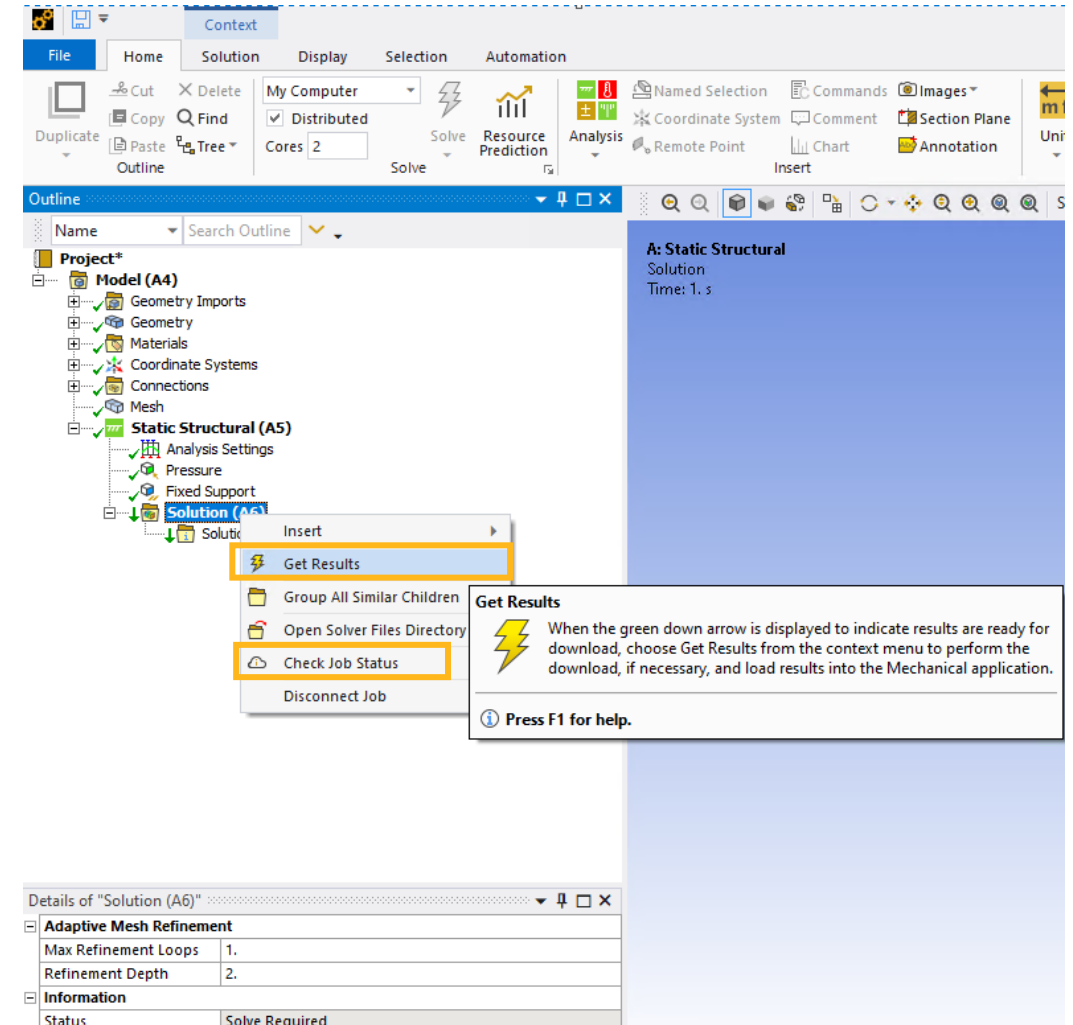 Context
File Home Solution Display Selection Automation
Duplicate
Cut Delete
Copy Find
Paste Tree
Outline
My Computer
Distributed
Cores 2
Solve
Resource
Prediction
Solve
Analysis
Named Selection Commands Images
Coordinate System Comment Section Plane
Remote Point Chart Annotation
Insert
Outline
Name Search Outline
Project*
Model (A4)
Geometry Imports
Geometry
Materials
Coordinate Systems
Connections
Mesh
Static Structural (A5)
Analysis Settings
Pressure
Fixed Support
Solution (A6)
Insert
Get Results
Group All Similar Children
Open Solver Files Directory
Check Job Status
Disconnect Job
A: Static Structural
Solution
Time: 1. s
Get Results
When the green down arrow is displayed to indicate results are ready for
download, choose Get Results from the context menu to perform the
download, if necessary, and load results into the Mechanical application.
Press F1 for help.
Details of "Solution (A6)"
Adaptive Mesh Refinement
Max Refinement Loops 1.
Refinement Depth 2.
Information
Status Solve Required